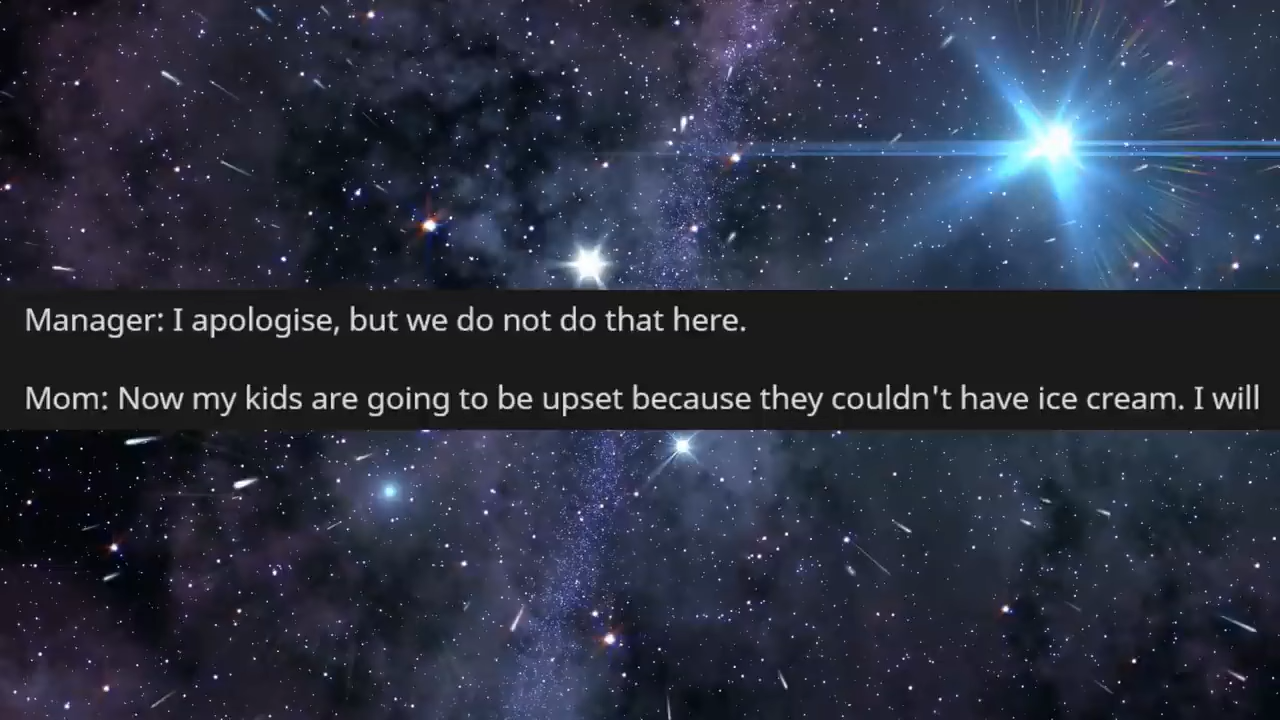 Manager: I apologise, but we do not do that here.
Mom: Now my kids are going to be upset because they couldn't have ice cream. I will